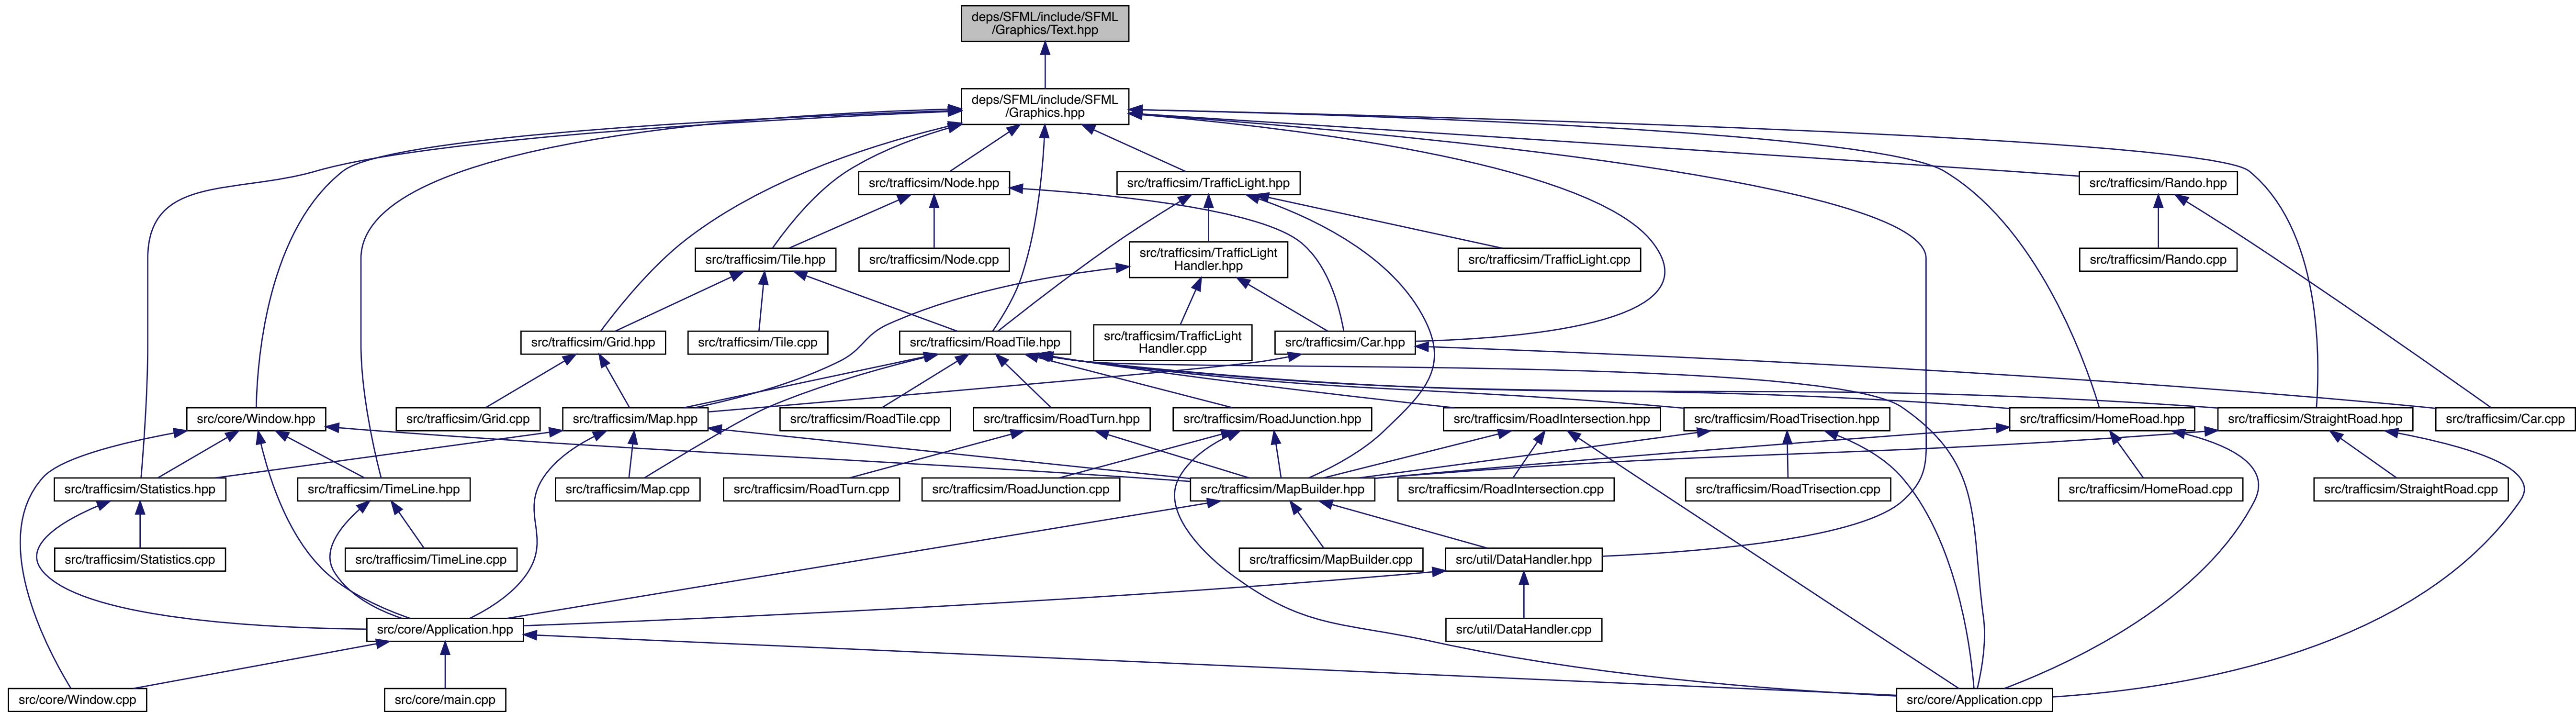 deps/SFML/include/SFML
/Graphics/Text.hpp
deps/SFML/include/SFML
/Graphics.hpp
src/trafficsim/Node.hpp
src/trafficsim/TrafficLight.hpp
src/trafficsim/Rando.hpp
src/trafficsim/Tile.hpp
src/trafficsim/Node.cpp
src/trafficsim/TrafficLight
Handler.hpp
src/trafficsim/TrafficLight.cpp
src/trafficsim/Rando.cpp
src/trafficsim/Grid.hpp
src/trafficsim/Tile.cpp
src/trafficsim/RoadTile.hpp
src/trafficsim/TrafficLight
Handler.cpp
src/trafficsim/Car.hpp
src/core/Window.hpp
src/trafficsim/Grid.cpp
src/trafficsim/Map.hpp
src/trafficsim/RoadTile.cpp
src/trafficsim/RoadTurn.hpp
src/trafficsim/RoadJunction.hpp
src/trafficsim/RoadIntersection.hpp
src/trafficsim/RoadTrisection.hpp
src/trafficsim/HomeRoad.hpp
src/trafficsim/StraightRoad.hpp
src/trafficsim/Car.cpp
src/trafficsim/Statistics.hpp
src/trafficsim/TimeLine.hpp
src/trafficsim/Map.cpp
src/trafficsim/RoadTurn.cpp
src/trafficsim/RoadJunction.cpp
src/trafficsim/MapBuilder.hpp
src/trafficsim/RoadIntersection.cpp
src/trafficsim/RoadTrisection.cpp
src/trafficsim/HomeRoad.cpp
src/trafficsim/StraightRoad.cpp
src/trafficsim/Statistics.cpp
src/trafficsim/TimeLine.cpp
src/trafficsim/MapBuilder.cpp
src/util/DataHandler.hpp
src/core/Application.hpp
src/util/DataHandler.cpp
src/core/Window.cpp
src/core/main.cpp
src/core/Application.cpp